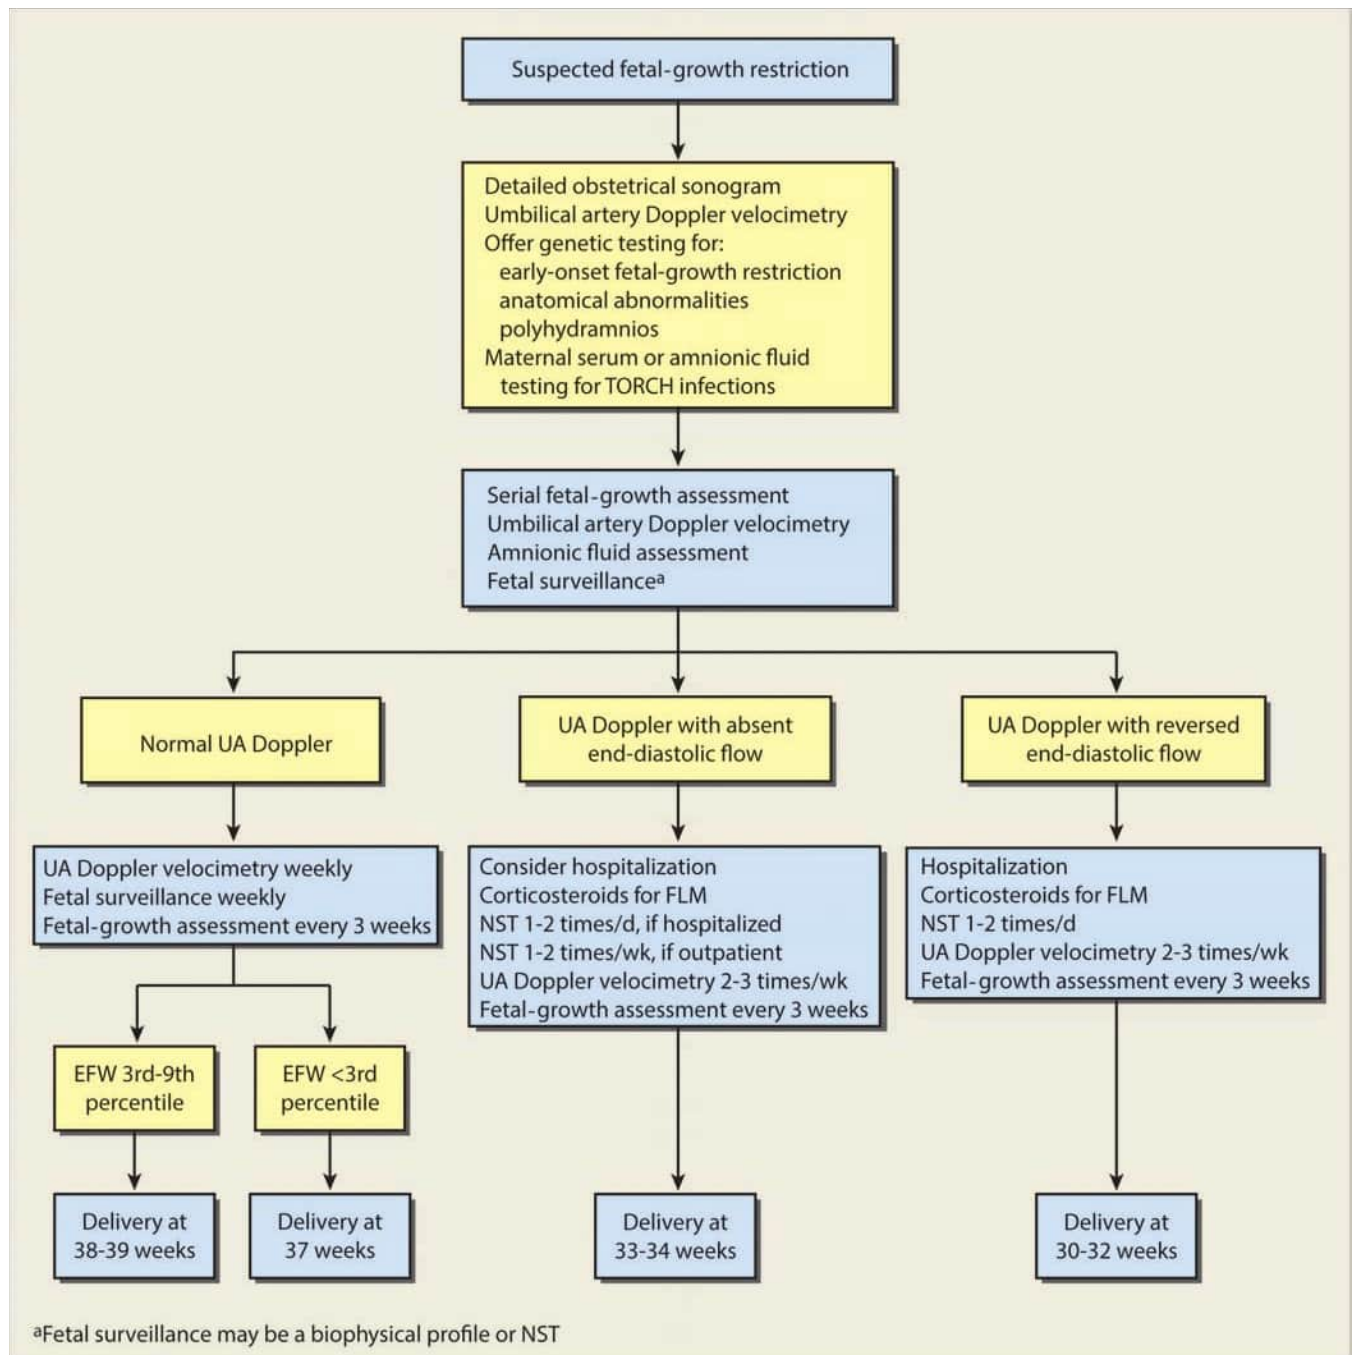 Suspected fetal-growth restriction
Detailed obstetrical sonogram
Umbilical artery Doppler velocimetry
Offer genetic testing for:
early-onset fetal-growth restriction
anatomical abnormalities
polyhydramnios
Maternal serum or amnionic fluid
testing for TORCH infections
Serial fetal-growth assessment
Umbilical artery Doppler velocimetry
Amnionic fluid assessment
Fetal surveillanceᵃ
Normal UA Doppler
UA Doppler velocimetry weekly
Fetal surveillance weekly
Fetal-growth assessment every 3 weeks
EFW 3rd-9th
percentile
Delivery at
38-39 weeks
EFW <3rd
percentile
Delivery at
37 weeks
UA Doppler with absent
end-diastolic flow
Consider hospitalization
Corticosteroids for FLM
NST 1-2 times/d, if hospitalized
NST 1-2 times/wk, if outpatient
UA Doppler velocimetry 2-3 times/wk
Fetal-growth assessment every 3 weeks
Delivery at
33-34 weeks
UA Doppler with reversed
end-diastolic flow
Hospitalization
Corticosteroids for FLM
NST 1-2 times/d
UA Doppler velocimetry 2-3 times/wk
Fetal-growth assessment every 3 weeks
Delivery at
30-32 weeks
ᵃFetal surveillance may be a biophysical profile or NST